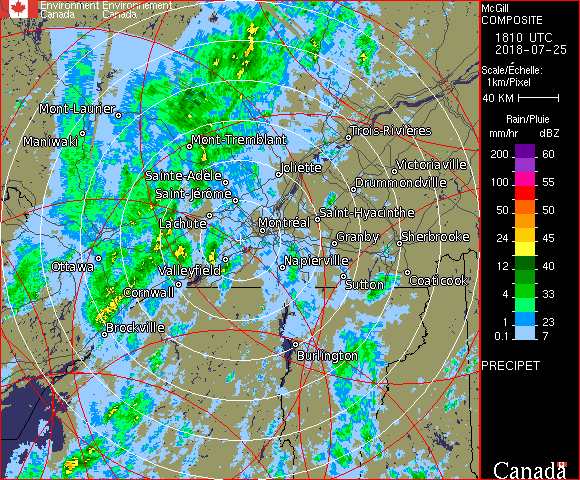 Environment Environnement
Canada Canada
McGill
COMPOSITE
1810 UTC
2018-07-25
Scale/Échelle:
1km/Pixel
40 KM
Rain/Pluie
mm/hr dBZ
200 60
100 55
50 50
24 45
12 40
4 33
1 23
0.1 7
PRECIPET
Canada
Mont-Laurier
Maniwaki
Mont-Tremblant
Trois-Rivières
Sainte-Adèle
Joliette
Victoriaville
Saint-Jérôme
Drummondville
Lachute
Montréal
Saint-Hyacinthe
Granby
Sherbrooke
Ottawa
Valleyfield
Napierville
Cornwall
Sutton
Coaticook
Brockville
Burlington